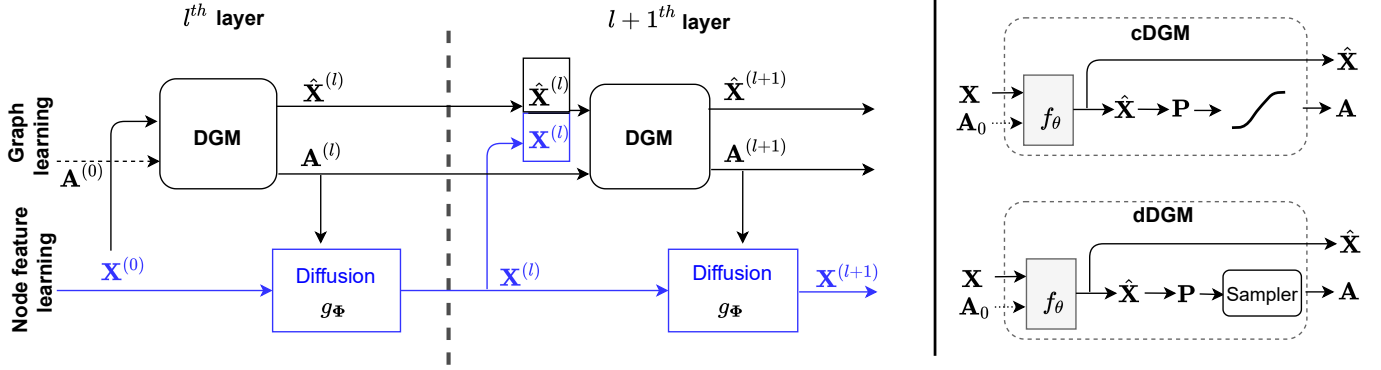 l^{th} layer
l + 1^{th} layer
Graph learning
Node feature learning
A^{(0)}
X^{(0)}
DGM
X̂^{(l)}
A^{(l)}
Diffusion
g_Φ
X̂^{(l)}
X^{(l)}
X^{(l)}
DGM
X̂^{(l+1)}
A^{(l+1)}
Diffusion
g_Φ
X^{(l+1)}
cDGM
X
A_0
f_θ
X̂
P
X̂
A
dDGM
X
A_0
f_θ
X̂
P
Sampler
X̂
A